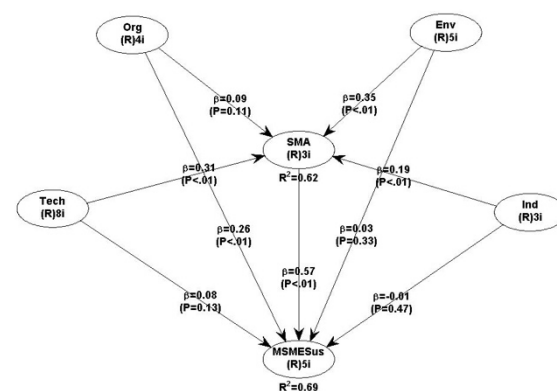 Org
(R)4i
Env
(R)5i
β=0.09
(P=0.11)
β=0.35
(P<.01)
SMA
(R)3i
R²=0.62
β=0.31
(P<.01)
β=0.19
(P<.01)
Tech
(R)8i
Ind
(R)3i
β=0.26
(P<.01)
β=0.03
(P=0.33)
β=0.57
(P<.01)
β=0.08
(P=0.13)
β=-0.01
(P=0.47)
MSMESus
(R)5i
R²=0.69